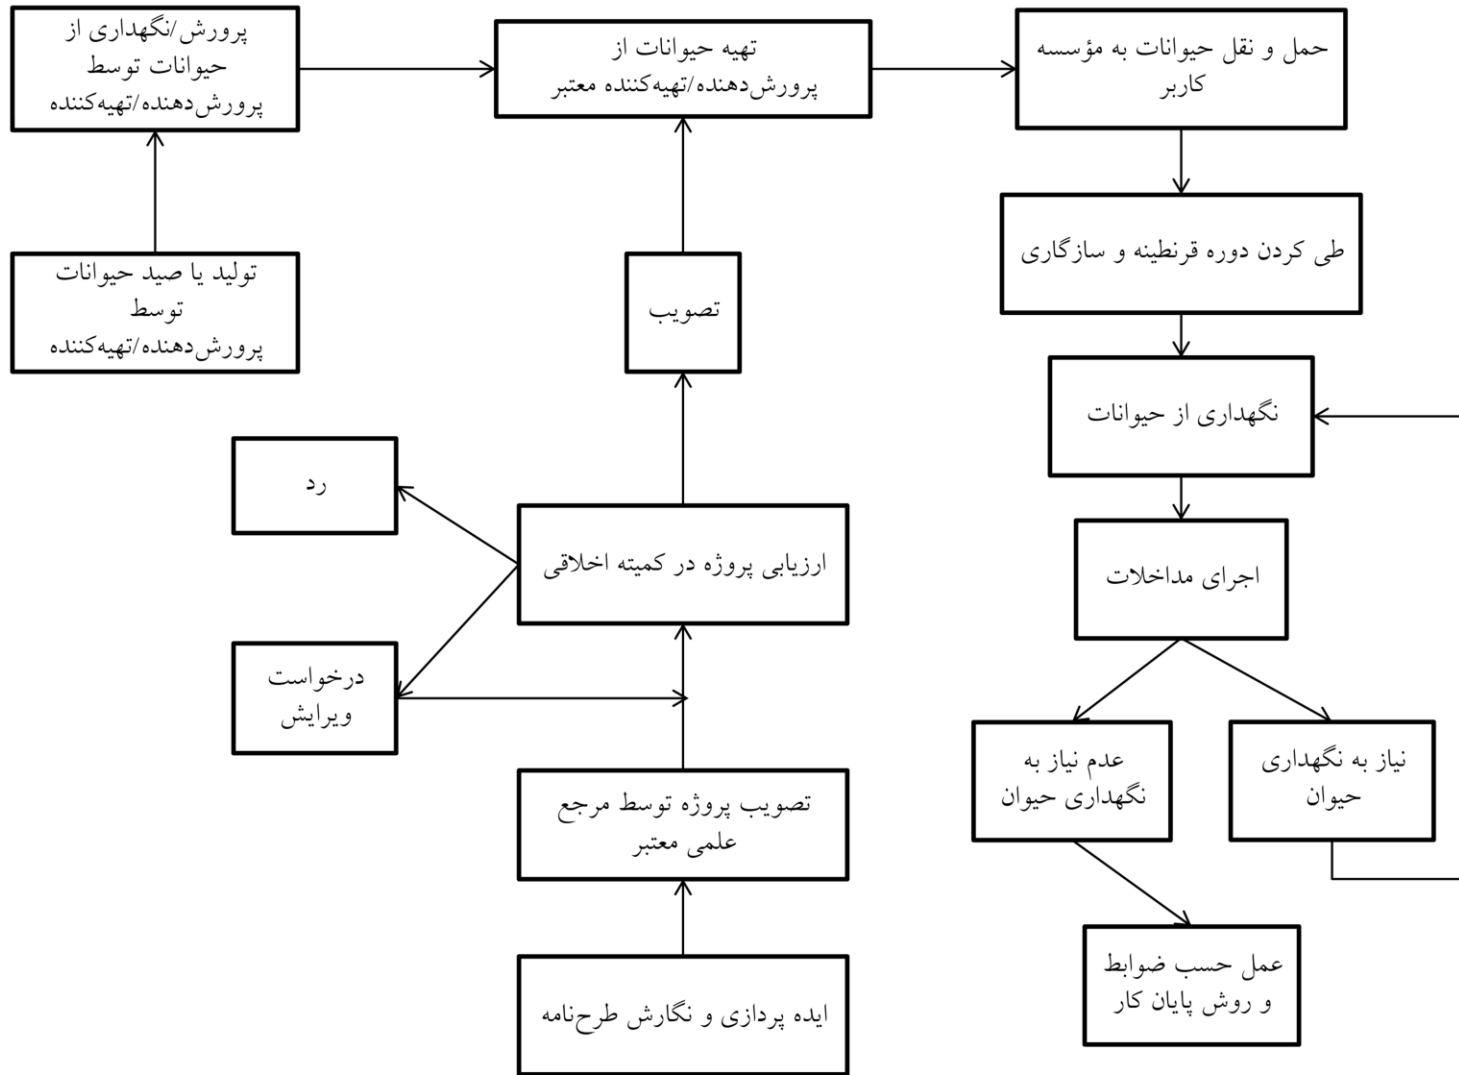 پرورش/نگهداری از
حیوانات توسط
پرورش‌دهنده/تهیه‌کننده
تهیه حیوانات از
پرورش‌دهنده/تهیه‌کننده معتبر
حمل و نقل حیوانات به مؤسسه
کاربر
طی کردن دوره قرنطینه و سازگاری
تولید یا صید حیوانات
توسط
پرورش‌دهنده/تهیه‌کننده
تصویب
نگهداری از حیوانات
رد
ارزیابی پروژه در کمیته اخلاقی
اجرای مداخلات
درخواست
ویرایش
تصویب پروژه توسط مرجع
علمی معتبر
عدم نیاز به
نگهداری حیوان
نیاز به نگهداری
حیوان
ایده پردازی و نگارش طرح‌نامه
عمل حسب ضوابط
و روش پایان کار